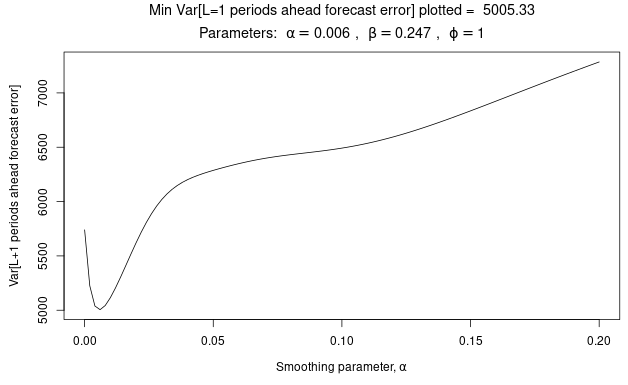 Min Var[L=1 periods ahead forecast error] plotted = 5005.33
Parameters: α = 0.006 , β = 0.247 , ϕ = 1
Var[L+1 periods ahead forecast error]
7000
6500
6000
5500
5000
0.00 0.05 0.10 0.15 0.20
Smoothing parameter, α